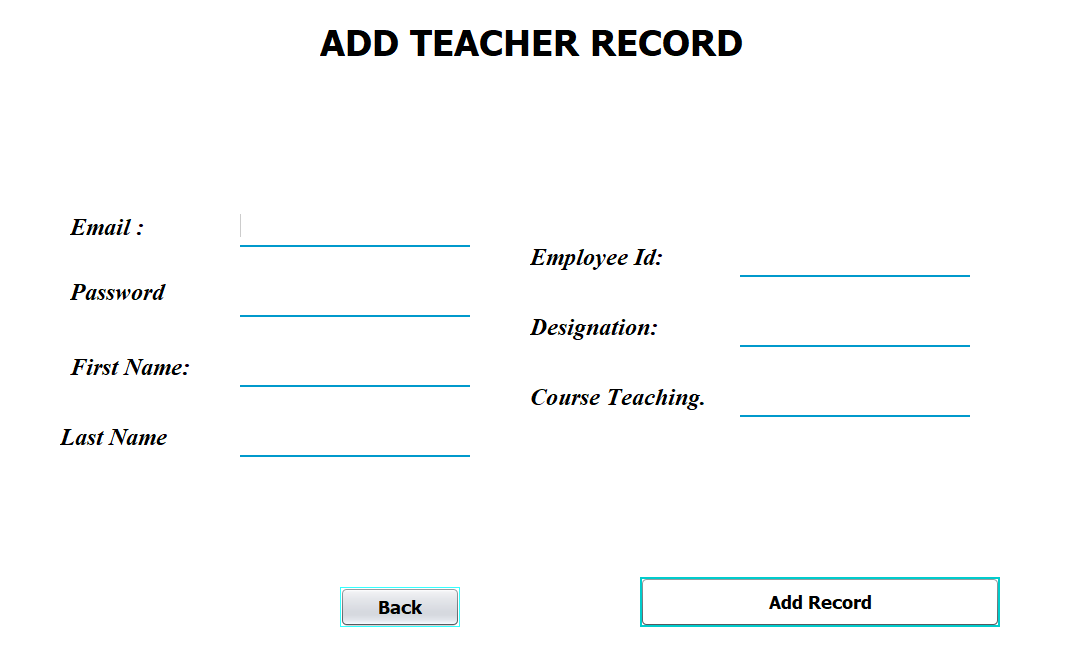 ADD TEACHER RECORD
Email :
Password
First Name:
Last Name
Employee Id:
Designation:
Course Teaching.
Back
Add Record